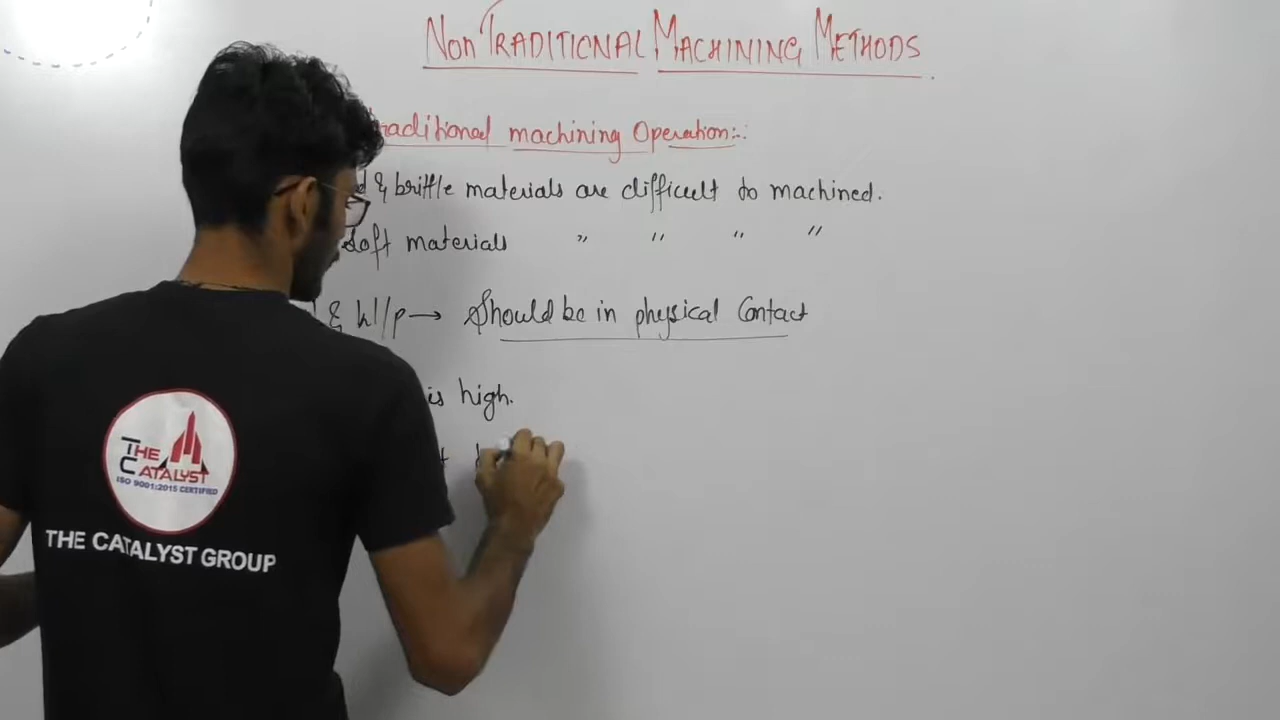 Non TRADITIONAL MACHINING METHODS
traditional machining Operation::
& brittle materials are difficult to machined.
Soft materials " " " "
& w/p → Should be in physical Contact
is high.
THE
CATALYST
ISO 9001:2015 CERTIFIED
THE CATALYST GROUP